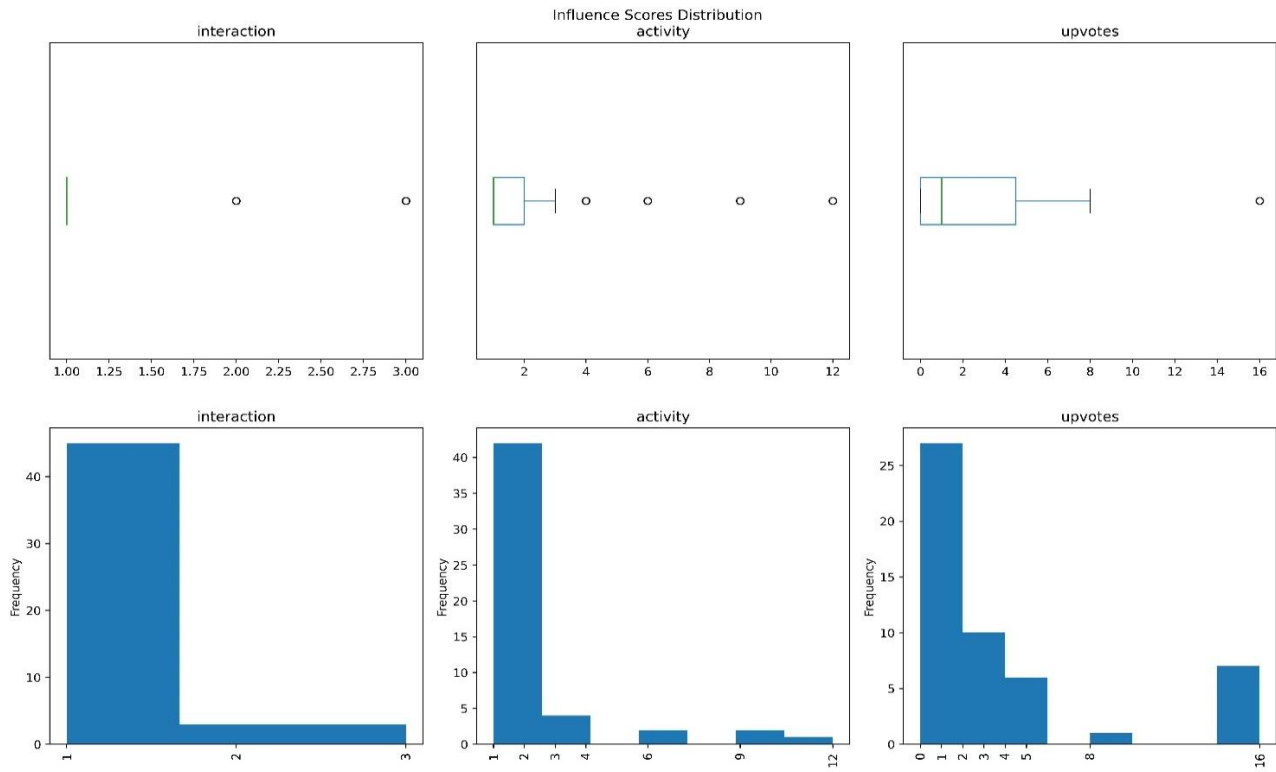 Influence Scores Distribution
interaction
activity
upvotes
1.00 1.25 1.50 1.75 2.00 2.25 2.50 2.75 3.00
2 4 6 8 10 12
0 2 4 6 8 10 12 14 16
interaction
Frequency
40
30
20
10
0
1 2 3
activity
Frequency
40
35
30
25
20
15
10
5
0
1 2 3 4 6 9 12
upvotes
Frequency
25
20
15
10
5
0
0 1 2 3 4 5 8 16